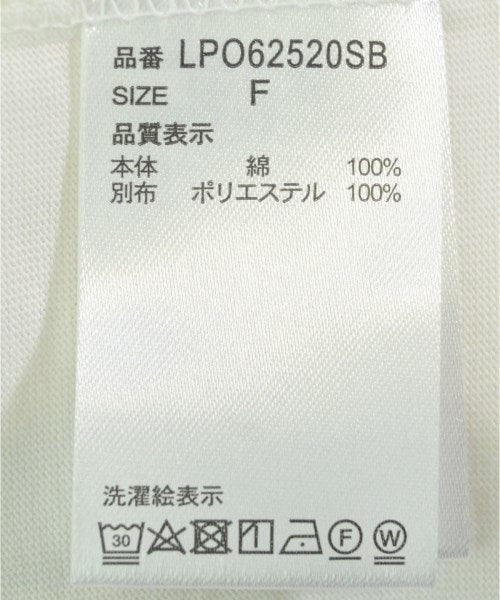 品番 LPO62520SB
SIZE F
品質表示
本体 綿 100%
別布 ポリエステル 100%
洗濯絵表示
30 F W